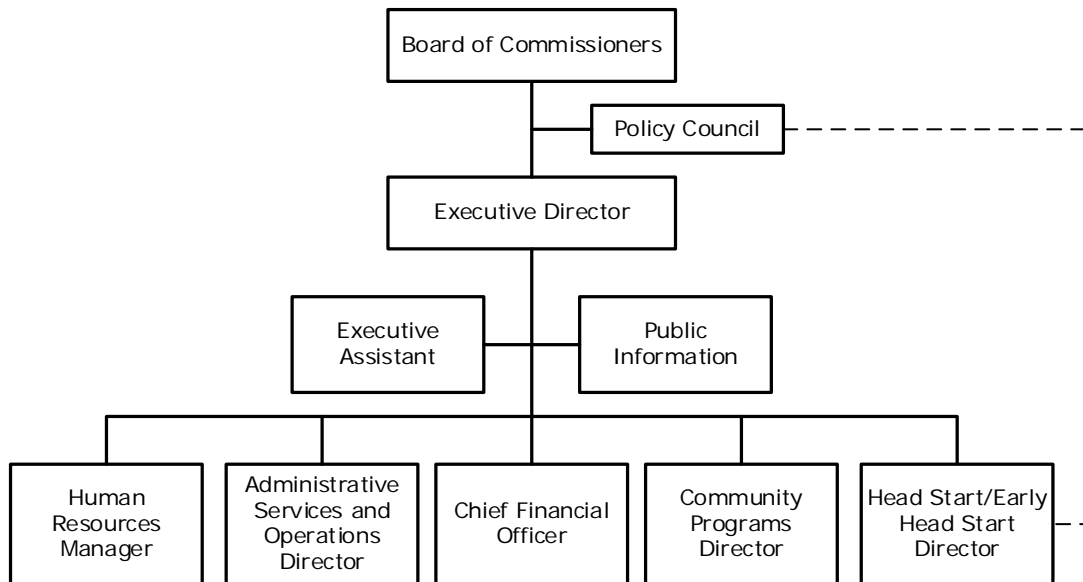 Board of Commissioners
Policy Council
Executive Director
Executive
Assistant
Public
Information
Human
Resources
Manager
Administrative
Services and
Operations
Director
Chief Financial
Officer
Community
Programs
Director
Head Start/Early
Head Start
Director